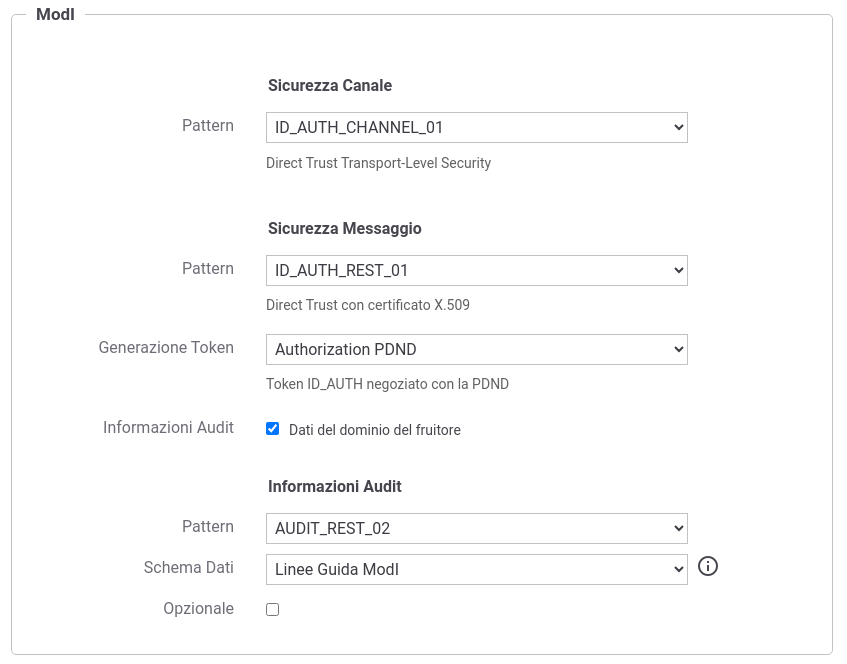 ModI
Sicurezza Canale
Pattern
ID_AUTH_CHANNEL_01
Direct Trust Transport-Level Security
Sicurezza Messaggio
Pattern
ID_AUTH_REST_01
Direct Trust con certificato X.509
Generazione Token
Authorization PDND
Token ID_AUTH negoziato con la PDND
Informazioni Audit
Dati del dominio del fruitore
Informazioni Audit
Pattern
AUDIT_REST_02
Schema Dati
Linee Guida ModI
Opzionale